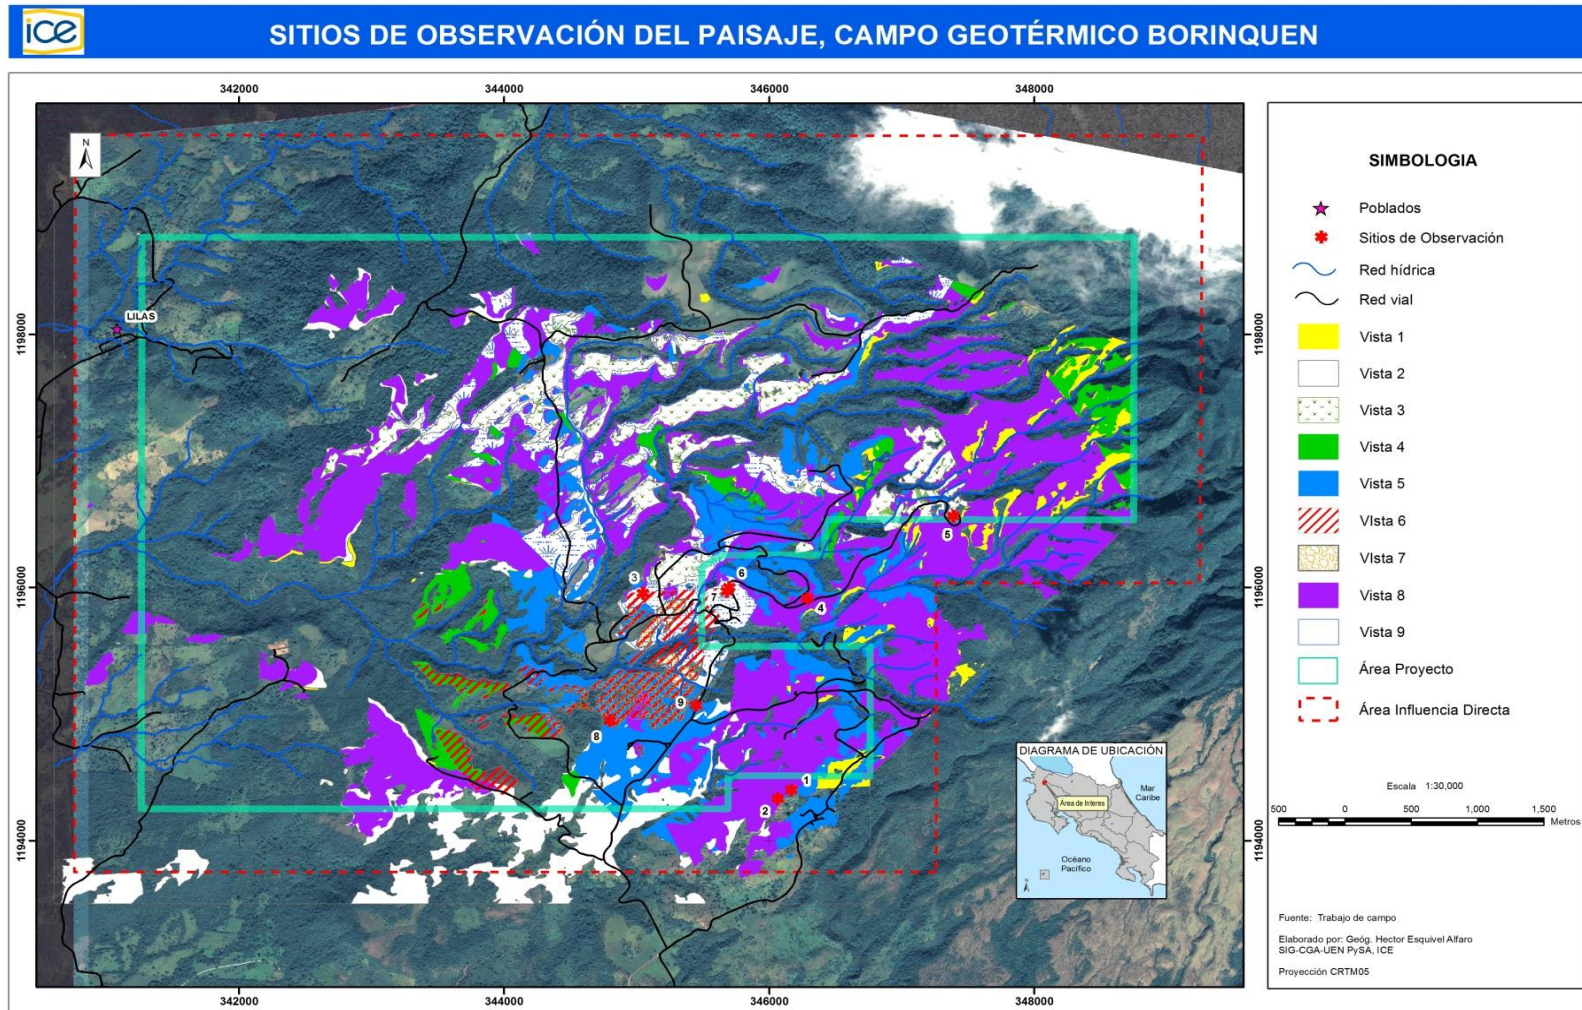 ice
SITIOS DE OBSERVACIÓN DEL PAISAJE, CAMPO GEOTÉRMICO BORINQUEN
342000
344000
346000
348000
N
1198000
1196000
1194000
LILAS
3
6
7
4
5
9
8
1
2
1198000
1196000
1194000
342000
344000
346000
348000
DIAGRAMA DE UBICACIÓN
Mar
Caribe
Área de Interes
Océano
Pacífico
N
SIMBOLOGIA
Poblados
Sitios de Observación
Red hídrica
Red vial
Vista 1
Vista 2
Vista 3
Vista 4
Vista 5
VIsta 6
VIsta 7
Vista 8
Vista 9
Área Proyecto
Área Influencia Directa
Escala 1:30,000
500 0 500 1,000 1,500
Metros
Fuente: Trabajo de campo
Elaborado por: Geóg. Hector Esquivel Alfaro
SIG-CGA-UEN PySA, ICE
Proyección CRTM05